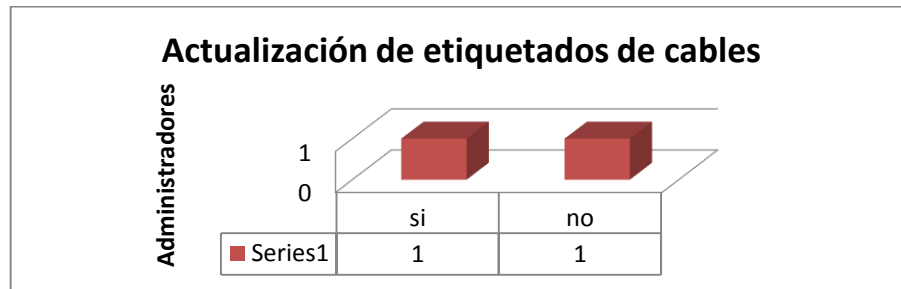 Actualización de etiquetados de cables
Administradores
1
0
si no
Series1 1 1